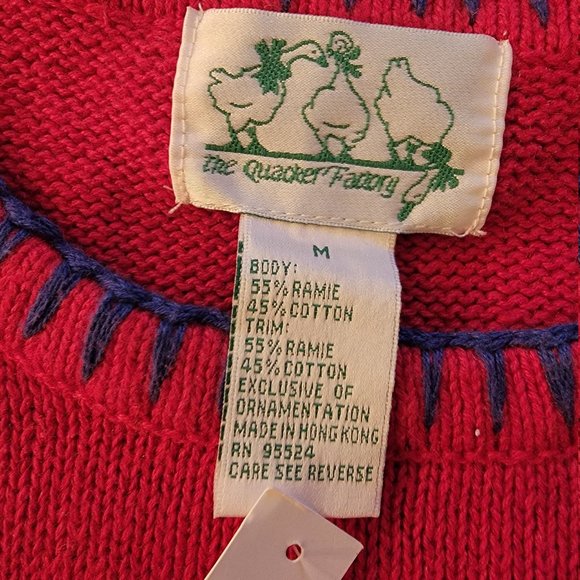 the Quacker Factory
M
BODY:
55% RAMIE
45% COTTON
TRIM:
55% RAMIE
45% COTTON
EXCLUSIVE OF
ORNAMENTATION
MADE IN HONG KONG
RN 95524
CARE SEE REVERSE